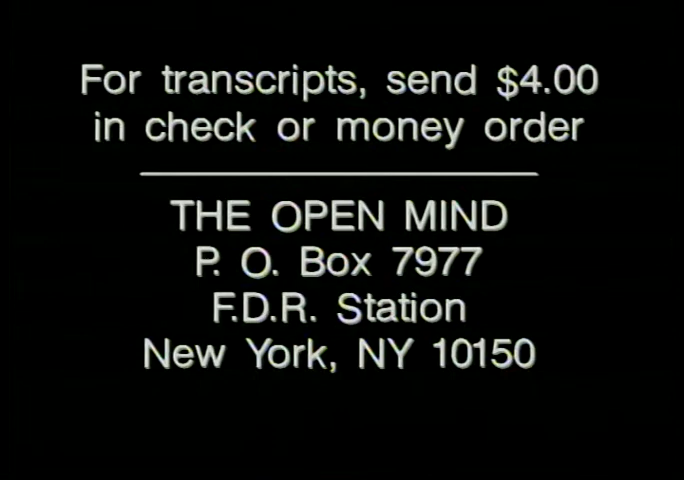 For transcripts, send $4.00
in check or money order
THE OPEN MIND
P. O. Box 7977
F.D.R. Station
New York, NY 10150